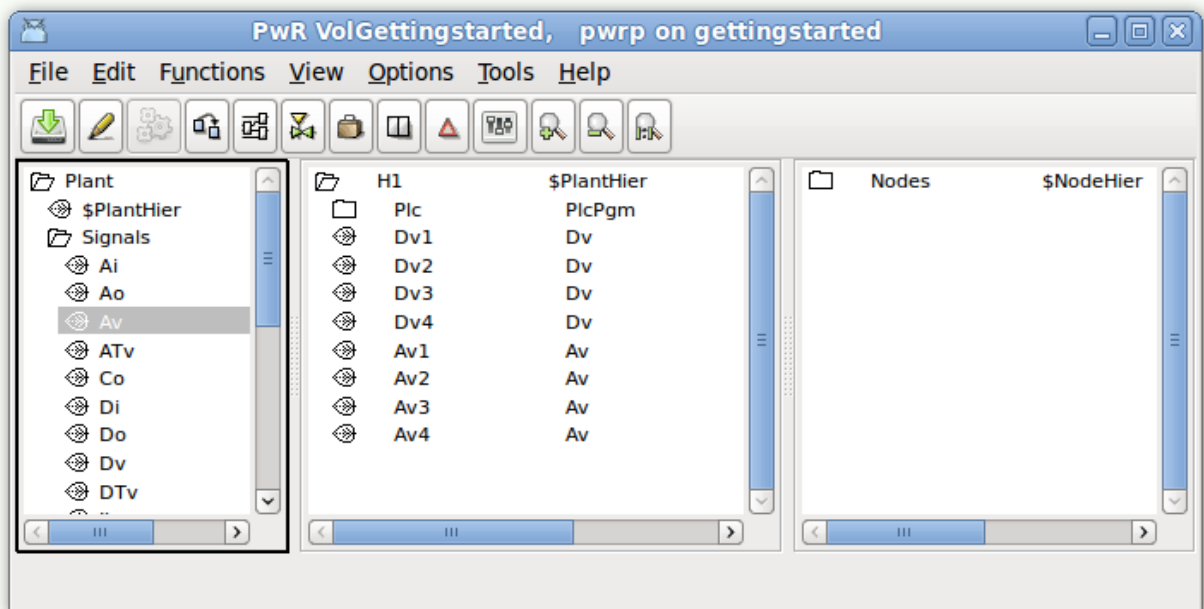 PwR VolGettingstarted, pwrp on gettingstarted
File Edit Functions View Options Tools Help
Plant
$PlantHier
Signals
Ai
Ao
Av
ATv
Co
Di
Do
Dv
DTv
H1 $PlantHier
Plc PlcPgm
Dv1 Dv
Dv2 Dv
Dv3 Dv
Dv4 Dv
Av1 Av
Av2 Av
Av3 Av
Av4 Av
Nodes $NodeHier